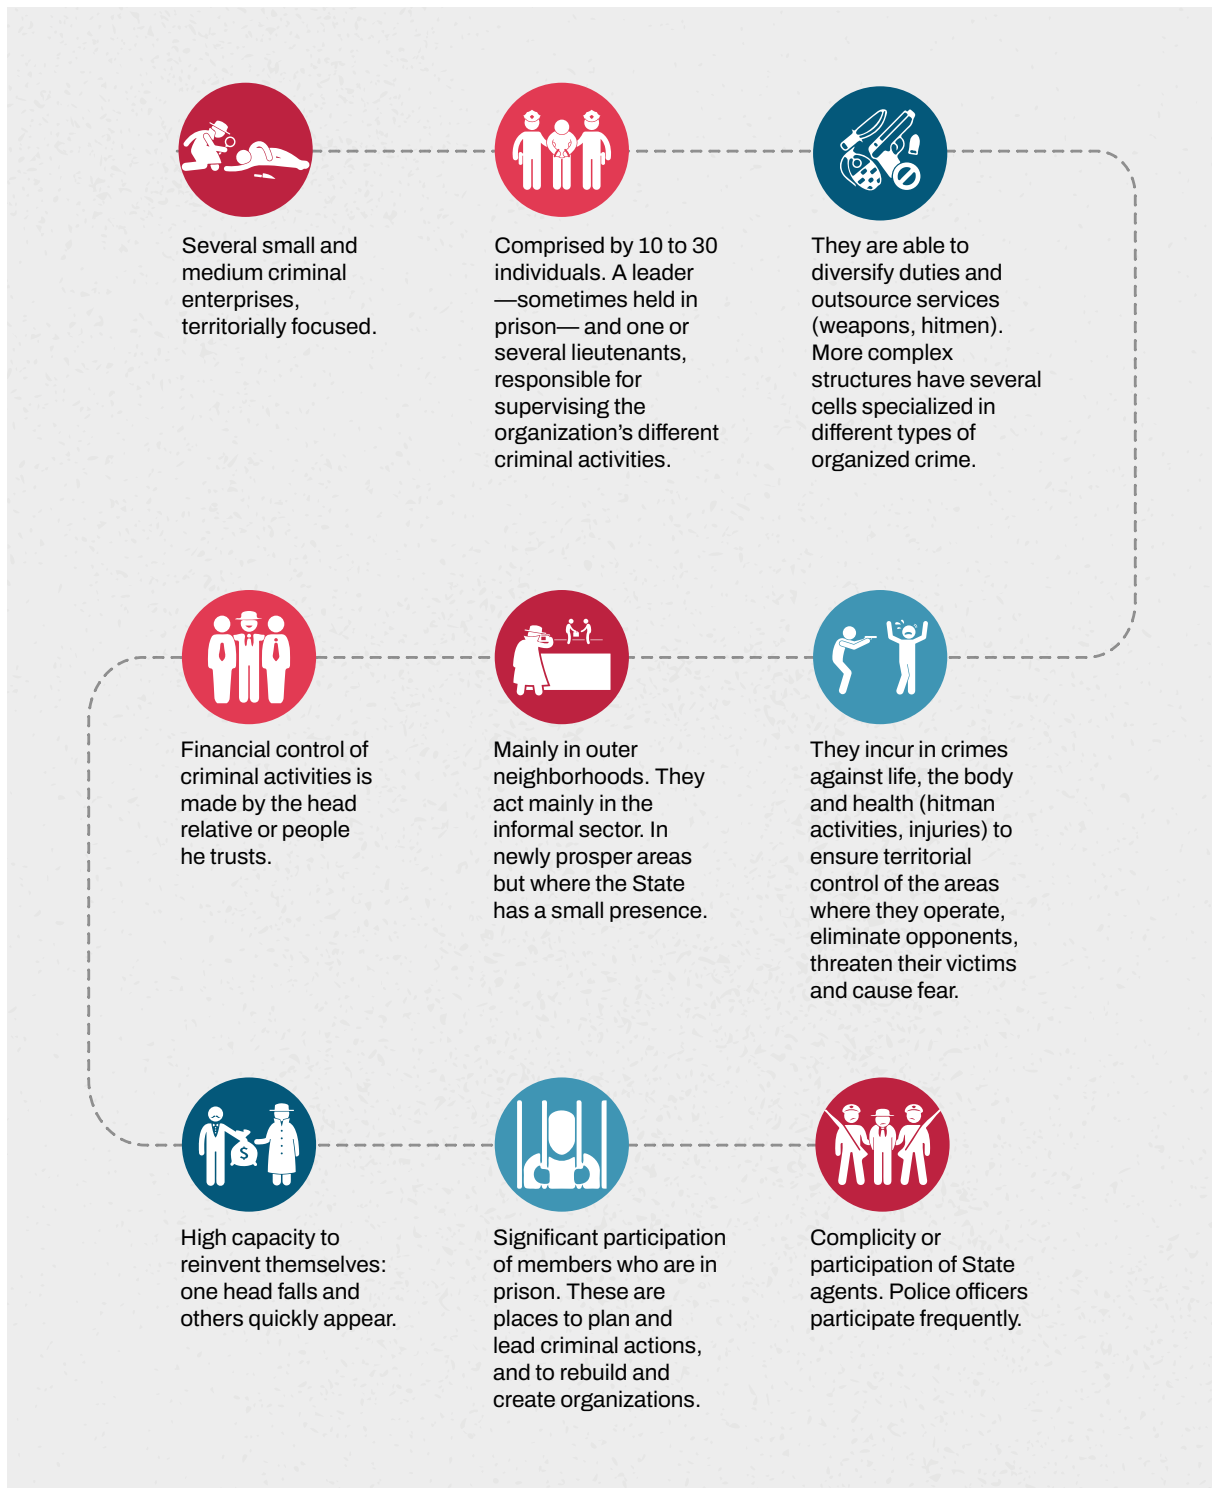 Several small and
medium criminal
enterprises,
territorially focused.
Comprised by 10 to 30
individuals. A leader
—sometimes held in
prison— and one or
several lieutenants,
responsible for
supervising the
organization's different
criminal activities.
They are able to
diversify duties and
outsource services
(weapons, hitmen).
More complex
structures have several
cells specialized in
different types of
organized crime.
Financial control of
criminal activities is
made by the head
relative or people
he trusts.
Mainly in outer
neighborhoods. They
act mainly in the
informal sector. In
newly prosper areas
but where the State
has a small presence.
They incur in crimes
against life, the body
and health (hitman
activities, injuries) to
ensure territorial
control of the areas
where they operate,
eliminate opponents,
threaten their victims
and cause fear.
$
High capacity to
reinvent themselves:
one head falls and
others quickly appear.
Significant participation
of members who are in
prison. These are
places to plan and
lead criminal actions,
and to rebuild and
create organizations.
Complicity or
participation of State
agents. Police officers
participate frequently.